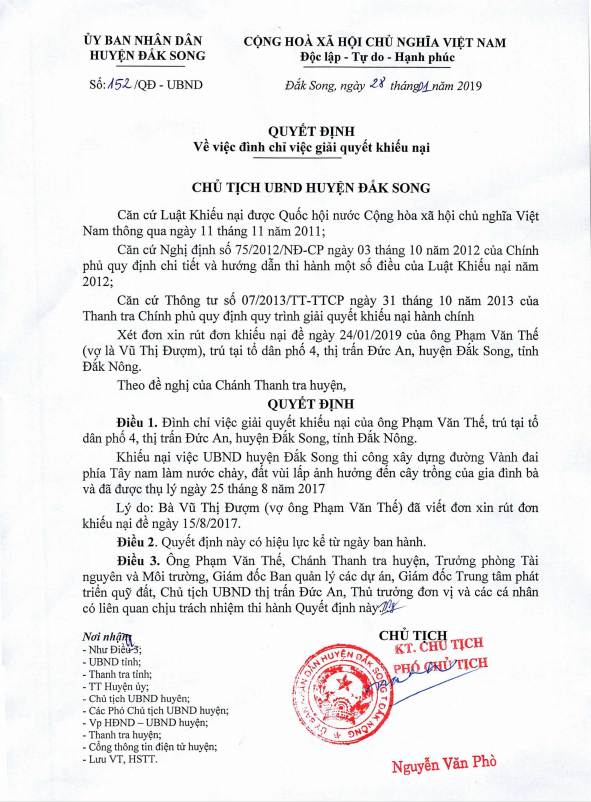 ỦY BAN NHÂN DÂN
HUYỆN ĐẮK SONG
CỘNG HOÀ XÃ HỘI CHỦ NGHĨA VIỆT NAM
Độc lập - Tự do - Hạnh phúc
Số: 152 /QĐ - UBND
Đắk Song, ngày 28 tháng 01 năm 2019
QUYẾT ĐỊNH
Về việc đình chỉ việc giải quyết khiếu nại
CHỦ TỊCH UBND HUYỆN ĐẮK SONG
Căn cứ Luật Khiếu nại được Quốc hội nước Cộng hòa xã hội chủ nghĩa Việt
Nam thông qua ngày 11 tháng 11 năm 2011;
Căn cứ Nghị định số 75/2012/NĐ-CP ngày 03 tháng 10 năm 2012 của Chính
phủ quy định chi tiết và hướng dẫn thi hành một số điều của Luật Khiếu nại năm
2012;
Căn cứ Thông tư số 07/2013/TT-TTCP ngày 31 tháng 10 năm 2013 của
Thanh tra Chính phủ quy định quy trình giải quyết khiếu nại hành chính
Xét đơn xin rút đơn khiếu nại đề ngày 24/01/2019 của ông Phạm Văn Thế
(vợ là Vũ Thị Đượm), trú tại tổ dân phố 4, thị trấn Đức An, huyện Đắk Song, tỉnh
Đắk Nông.
Theo đề nghị của Chánh Thanh tra huyện,
QUYẾT ĐỊNH
Điều 1. Đình chỉ việc giải quyết khiếu nại của ông Phạm Văn Thế, trú tại tổ
dân phố 4, thị trấn Đức An, huyện Đắk Song, tỉnh Đắk Nông.
Khiếu nại việc UBND huyện Đắk Song thi công xây dựng đường Vành đai
phía Tây nam làm nước chảy, đất vùi lấp ảnh hưởng đến cây trồng của gia đình bà
và đã được thụ lý ngày 25 tháng 8 năm 2017
Lý do: Bà Vũ Thị Đượm (vợ ông Phạm Văn Thế) đã viết đơn xin rút đơn
khiếu nại đề ngày 15/8/2017.
Điều 2. Quyết định này có hiệu lực kể từ ngày ban hành.
Điều 3. Ông Phạm Văn Thế, Chánh Thanh tra huyện, Trưởng phòng Tài
nguyên và Môi trường, Giám đốc Ban quản lý các dự án, Giám đốc Trung tâm phát
triển quỹ đất, Chủ tịch UBND thị trấn Đức An, Thủ trưởng đơn vị và các cá nhân
có liên quan chịu trách nhiệm thi hành Quyết định này
Nơi nhận:
- Như Điều 3;
- UBND tỉnh;
- Thanh tra tỉnh;
- TT Huyện ủy;
- Chủ tịch UBND huyện;
- Các Phó Chủ tịch UBND huyện;
- Vp HĐND – UBND huyện;
- Thanh tra huyện;
- Cổng thông tin điện tử huyện;
- Lưu VT, HSTT.
CHỦ TỊCH
KT. CHỦ TỊCH
PHÓ CHỦ TỊCH
HUYỆN ĐẮK SONG T. ĐẮK NÔNG
Nguyễn Văn Phò